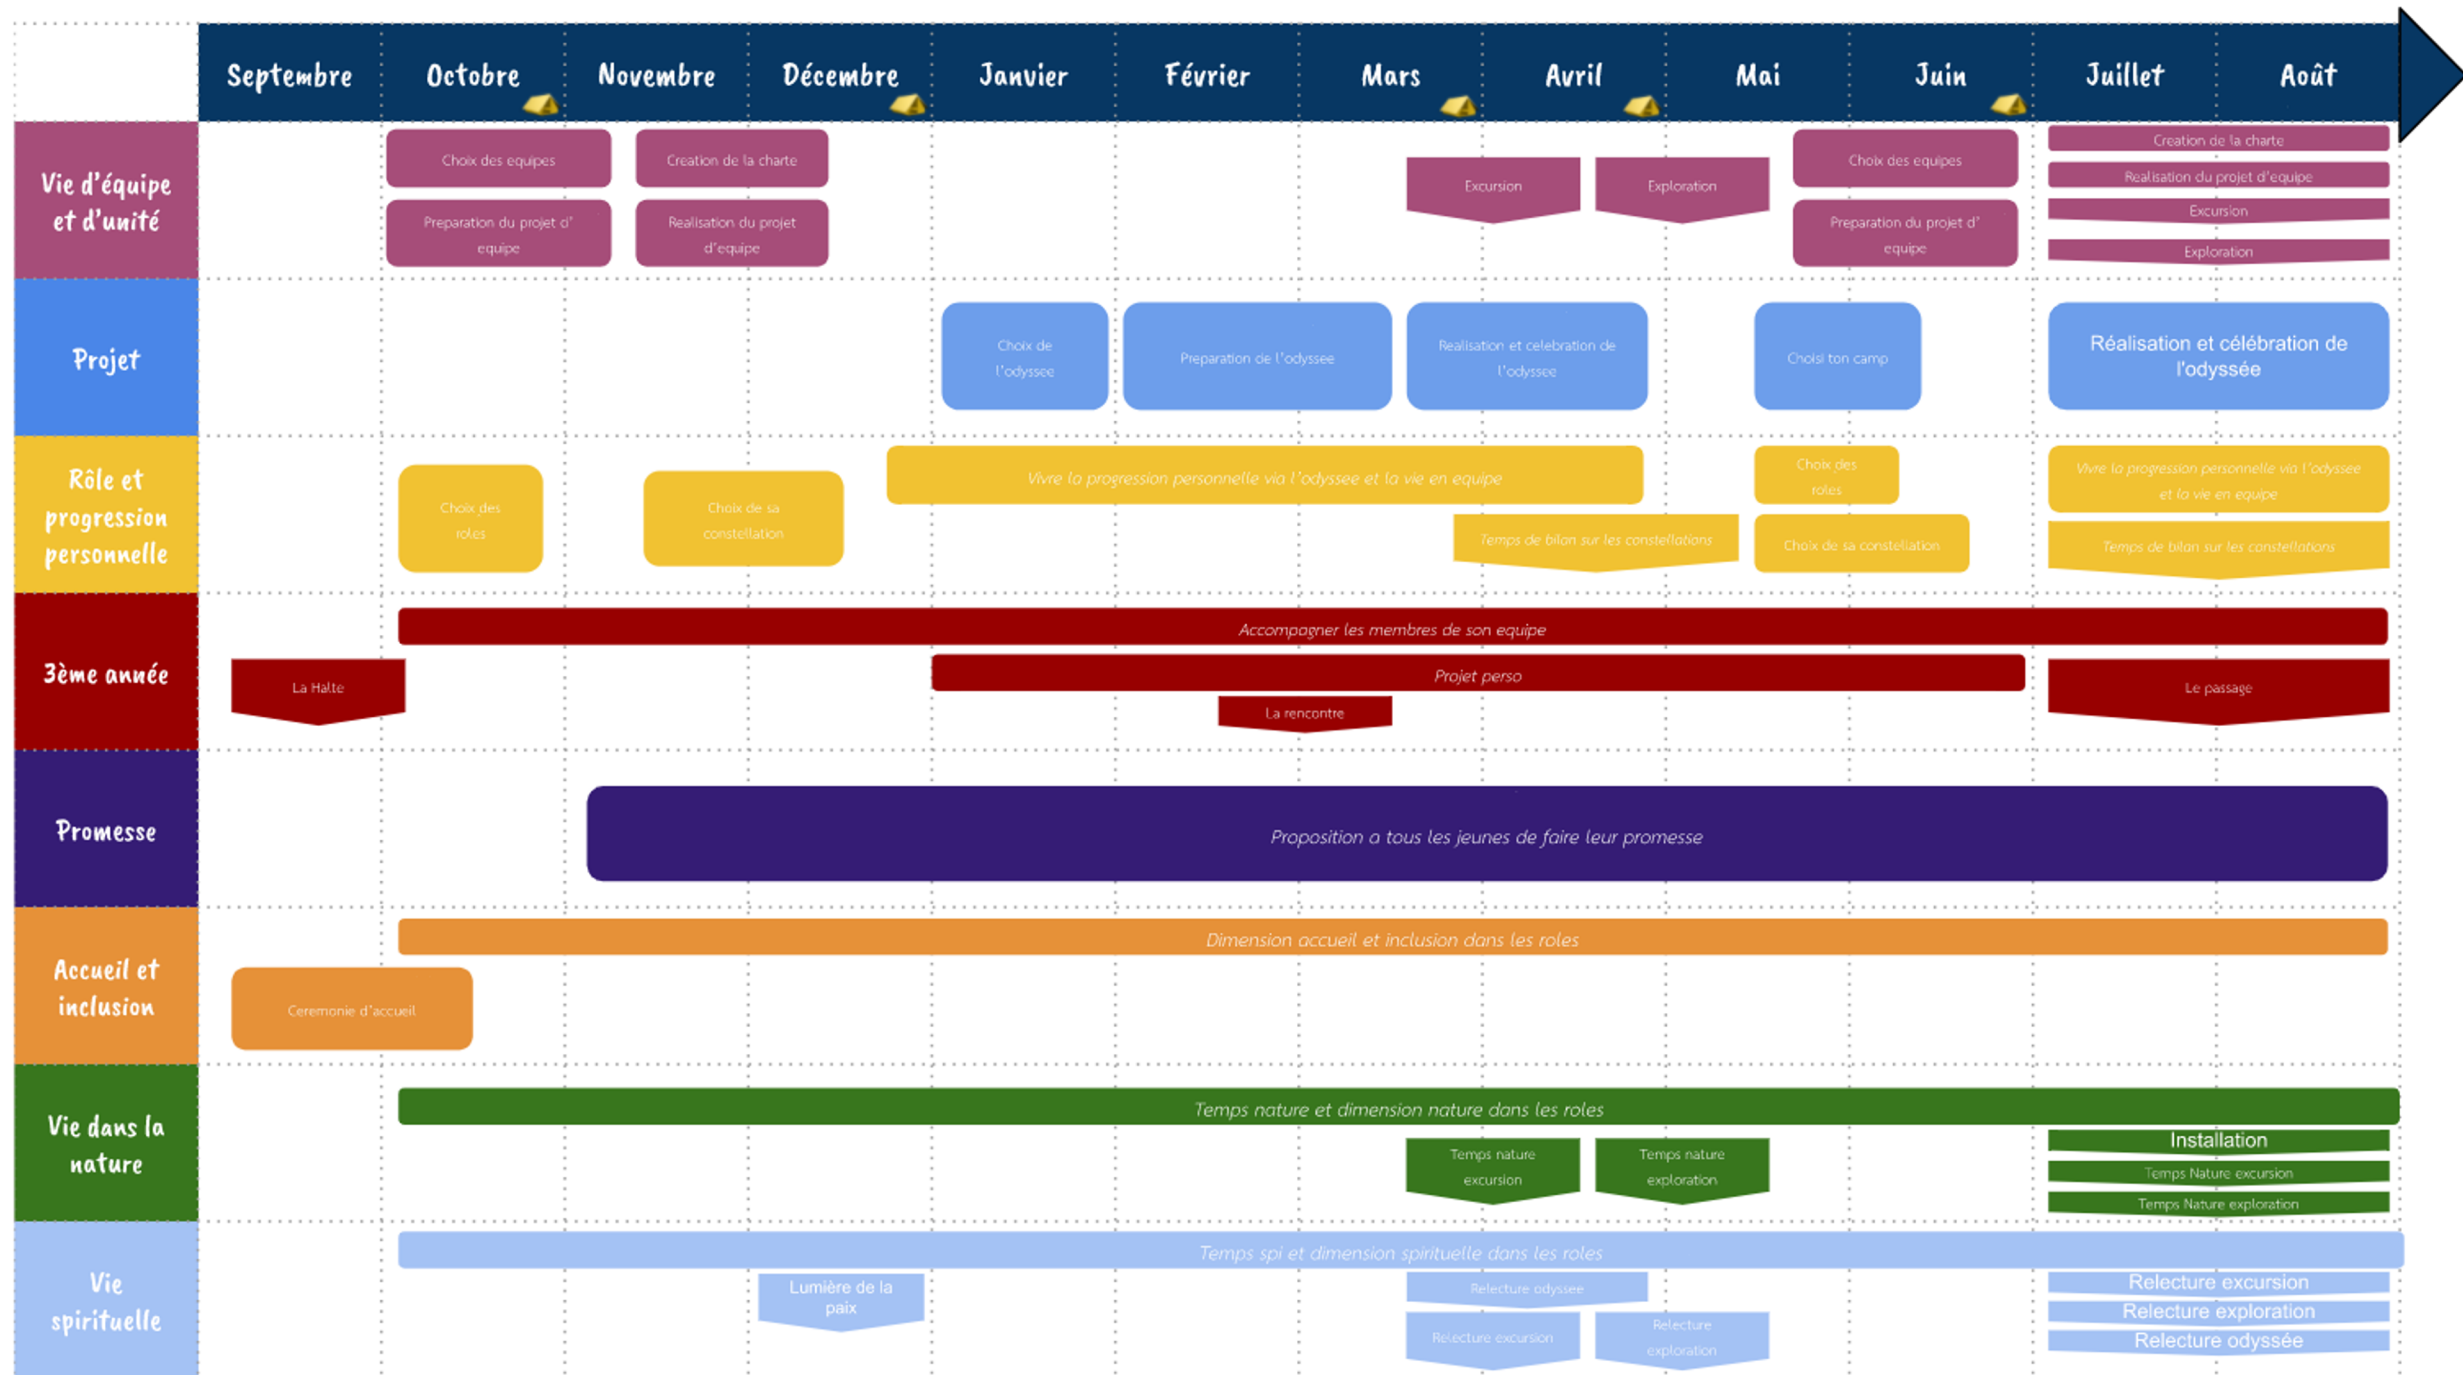 Septembre
Octobre
Novembre
Décembre
Janvier
Février
Mars
Avril
Mai
Juin
Juillet
Août
Vie d'équipe
et d'unité
Choix des equipes
Preparation du projet d'
equipe
Creation de la charte
Realisation du projet
d'equipe
Excursion
Exploration
Choix des equipes
Preparation du projet d'
equipe
Creation de la charte
Realisation du projet d'equipe
Excursion
Exploration
Projet
Choix de
l'odyssee
Preparation de l'odyssee
Realisation et celebration de
l'odyssee
Choisi ton camp
Réalisation et célébration de
l'odyssée
Rôle et
progression
personnelle
Choix des
roles
Choix de sa
constellation
Vivre la progression personnelle via l'odyssee et la vie en equipe
Temps de bilan sur les constellations
Choix des
roles
Choix de sa constellation
Vivre la progression personnelle via l'odyssee
et la vie en equipe
Temps de bilan sur les constellations
3ème année
Accompagner les membres de son equipe
La Halte
Projet perso
La rencontre
Le passage
Promesse
Proposition a tous les jeunes de faire leur promesse
Accueil et
inclusion
Dimension accueil et inclusion dans les roles
Ceremonie d'accueil
Vie dans la
nature
Temps nature et dimension nature dans les roles
Temps nature
excursion
Temps nature
exploration
Installation
Temps Nature excursion
Temps Nature exploration
Vie
spirituelle
Temps spi et dimension spirituelle dans les roles
Lumière de la
paix
Relecture odyssee
Relecture excursion
Relecture
exploration
Relecture excursion
Relecture exploration
Relecture odyssée